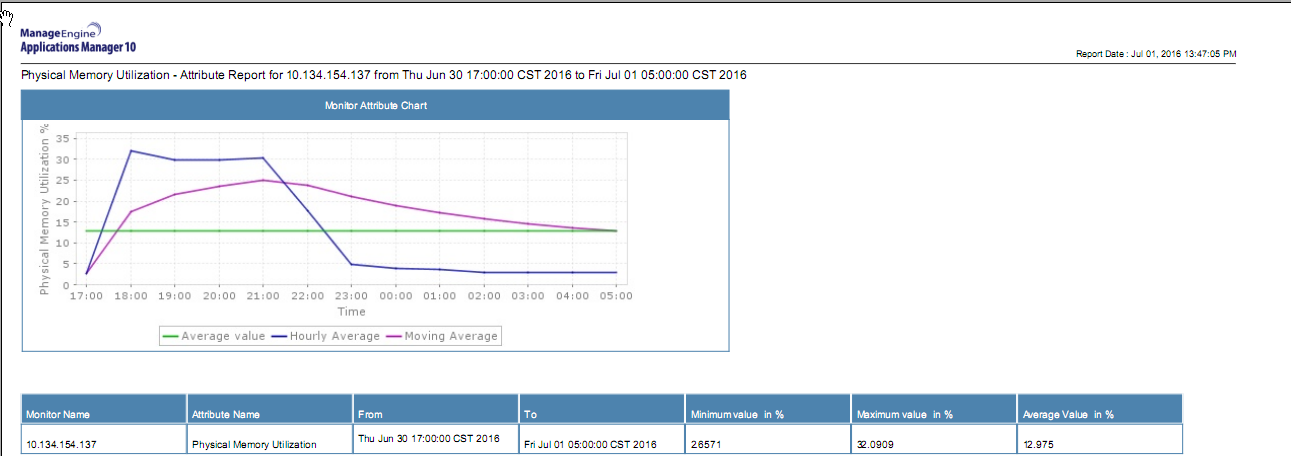 ManageEngine
Applications Manager 10
Report Date : Jul 01, 2016 13:47:05 PM
Physical Memory Utilization - Attribute Report for 10.134.154.137 from Thu Jun 30 17:00:00 CST 2016 to Fri Jul 01 05:00:00 CST 2016
Monitor Attribute Chart
Physical Memory Utilization %
35
30
25
20
15
10
5
0
17:00 18:00 19:00 20:00 21:00 22:00 23:00 00:00 01:00 02:00 03:00 04:00 05:00
Time
Average value Hourly Average Moving Average
Monitor Name Attribute Name From To Minimum value in % Maximum value in % Average Value in %
10.134.154.137 Physical Memory Utilization Thu Jun 30 17:00:00 CST 2016 Fri Jul 01 05:00:00 CST 2016 2.6571 32.0909 12.975